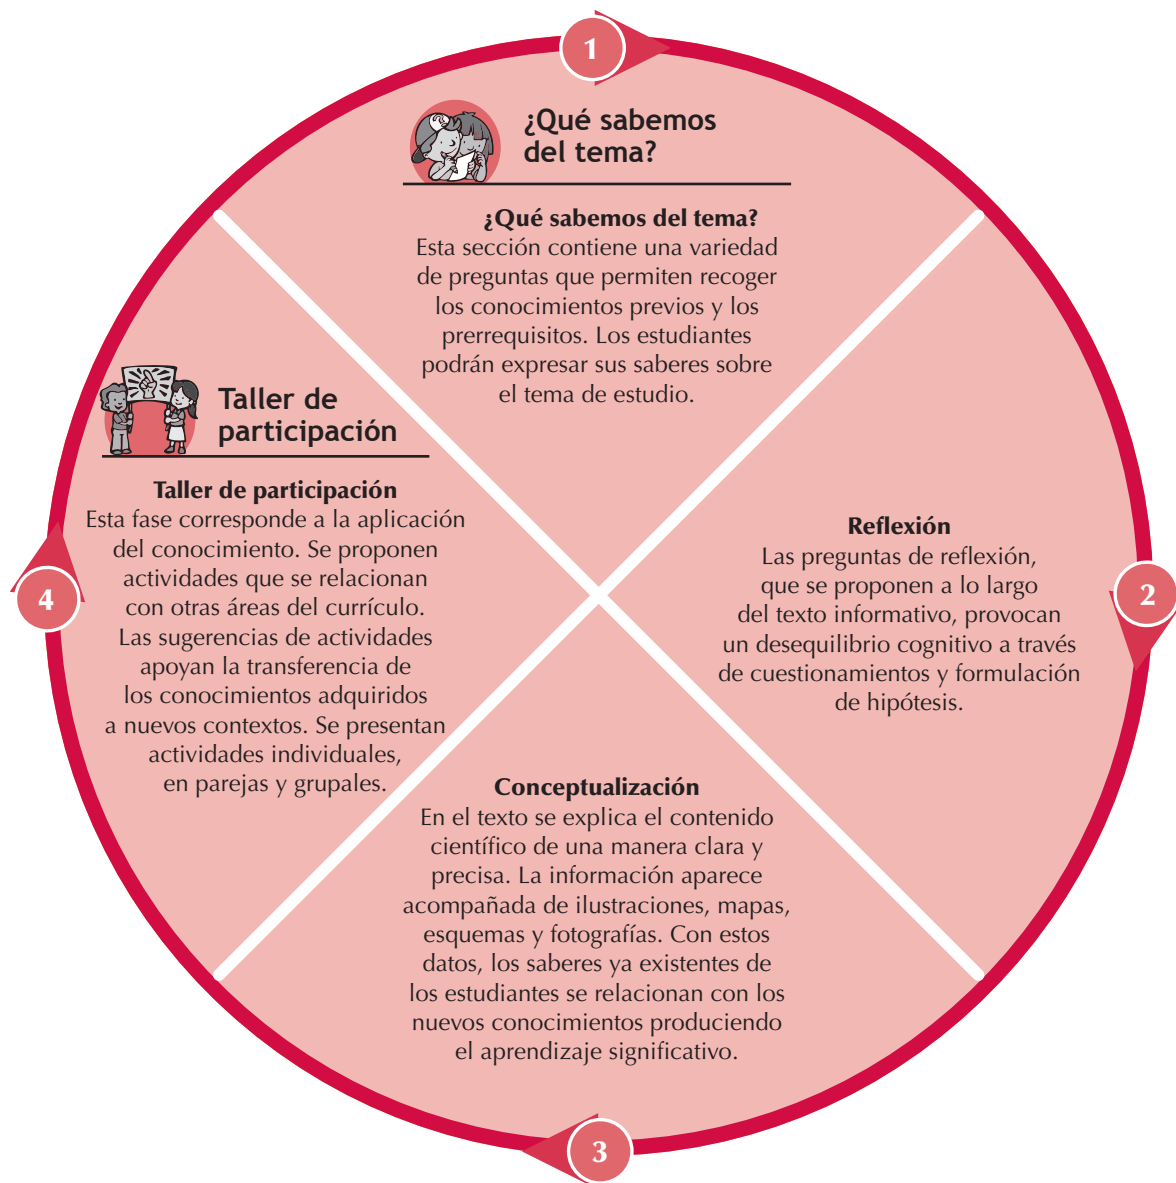 1
¿Qué sabemos
del tema?
¿Qué sabemos del tema?
Esta sección contiene una variedad
de preguntas que permiten recoger
los conocimientos previos y los
prerrequisitos. Los estudiantes
podrán expresar sus saberes sobre
el tema de estudio.
2
Reflexión
Las preguntas de reflexión,
que se proponen a lo largo
del texto informativo, provocan
un desequilibrio cognitivo a través
de cuestionamientos y formulación
de hipótesis.
3
Conceptualización
En el texto se explica el contenido
científico de una manera clara y
precisa. La información aparece
acompañada de ilustraciones, mapas,
esquemas y fotografías. Con estos
datos, los saberes ya existentes de
los estudiantes se relacionan con los
nuevos conocimientos produciendo
el aprendizaje significativo.
4
Taller de
participación
Taller de participación
Esta fase corresponde a la aplicación
del conocimiento. Se proponen
actividades que se relacionan
con otras áreas del currículo.
Las sugerencias de actividades
apoyan la transferencia de
los conocimientos adquiridos
a nuevos contextos. Se presentan
actividades individuales,
en parejas y grupales.